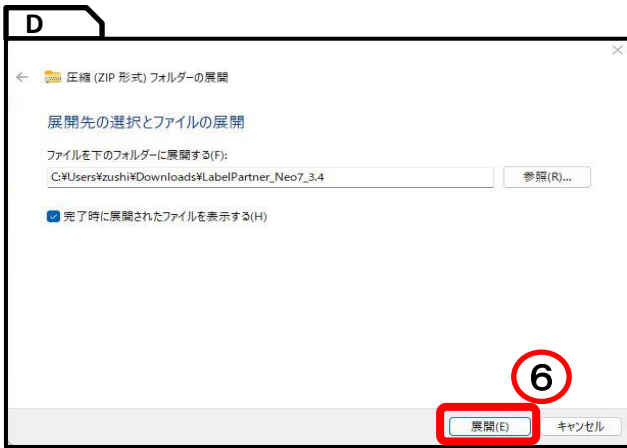 D
圧縮 (ZIP 形式) フォルダーの展開
展開先の選択とファイルの展開
ファイルを下のフォルダーに展開する(F):
C:¥Users¥zushi¥Downloads¥LabelPartner_Neo7_3.4
参照(R)...
完了時に展開されたファイルを表示する(H)
6
展開(E)
キャンセル